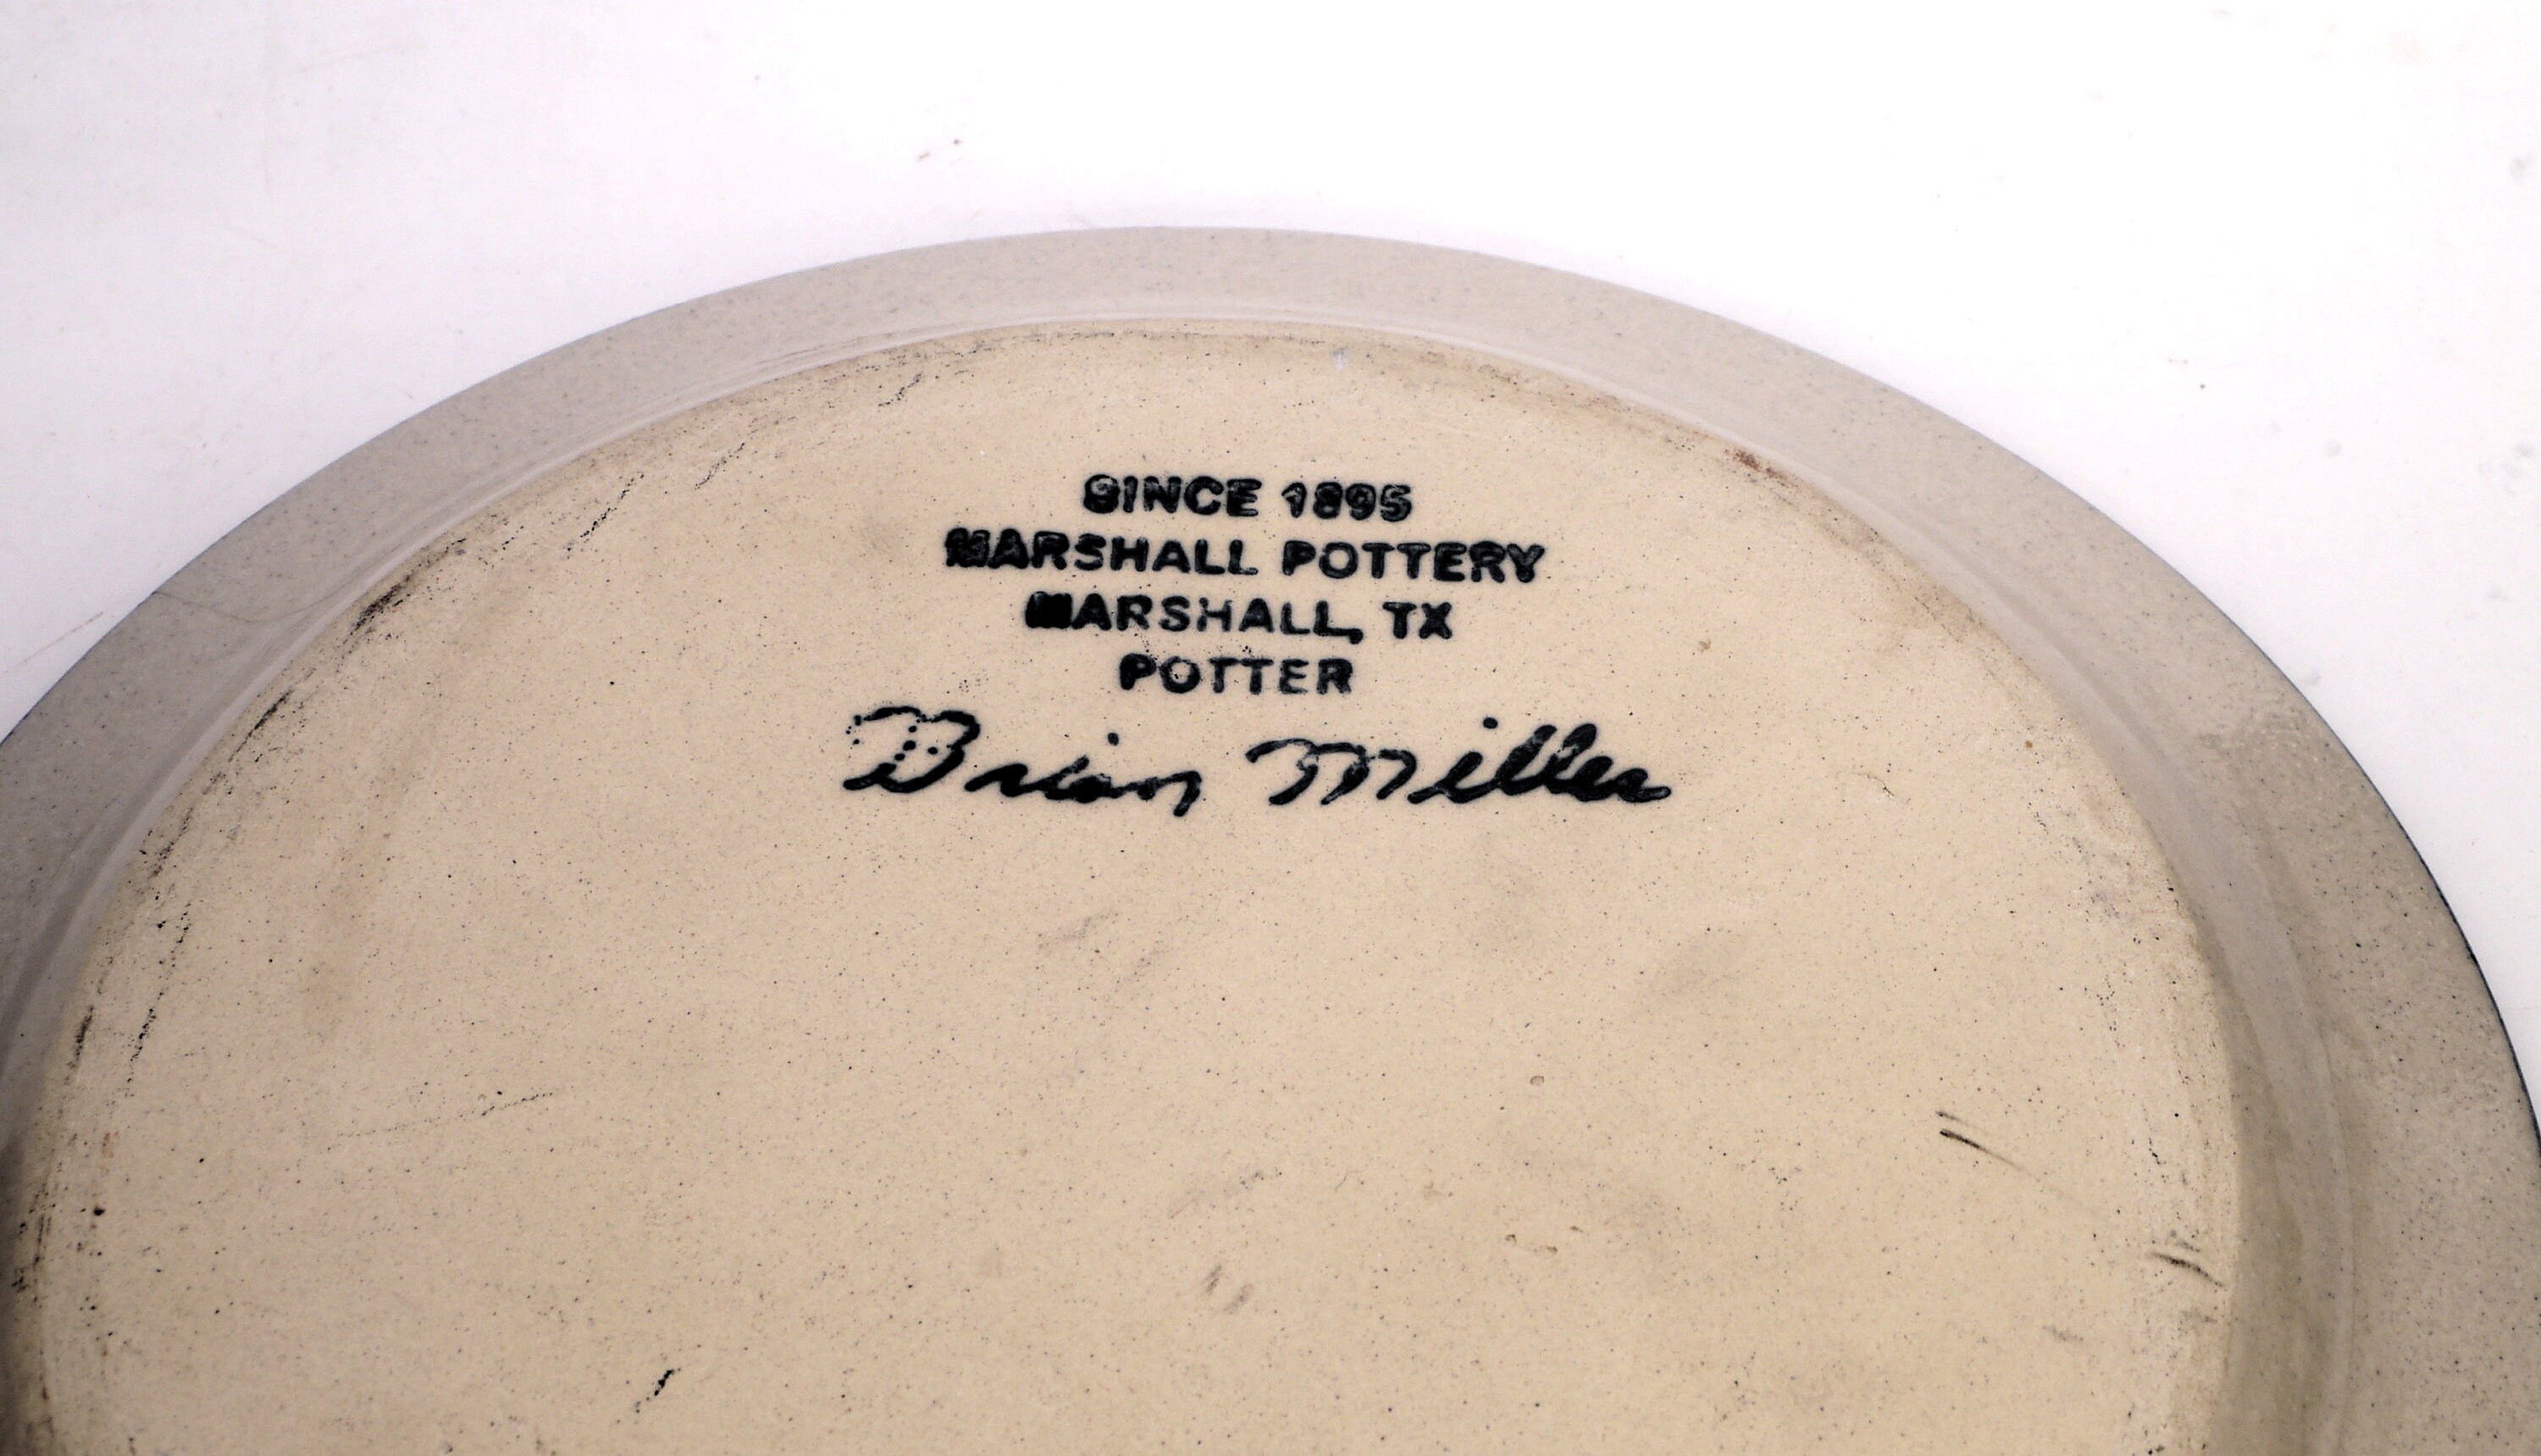 SINCE 1895
MARSHALL POTTERY
MARSHALL, TX
POTTER
Brian Miller